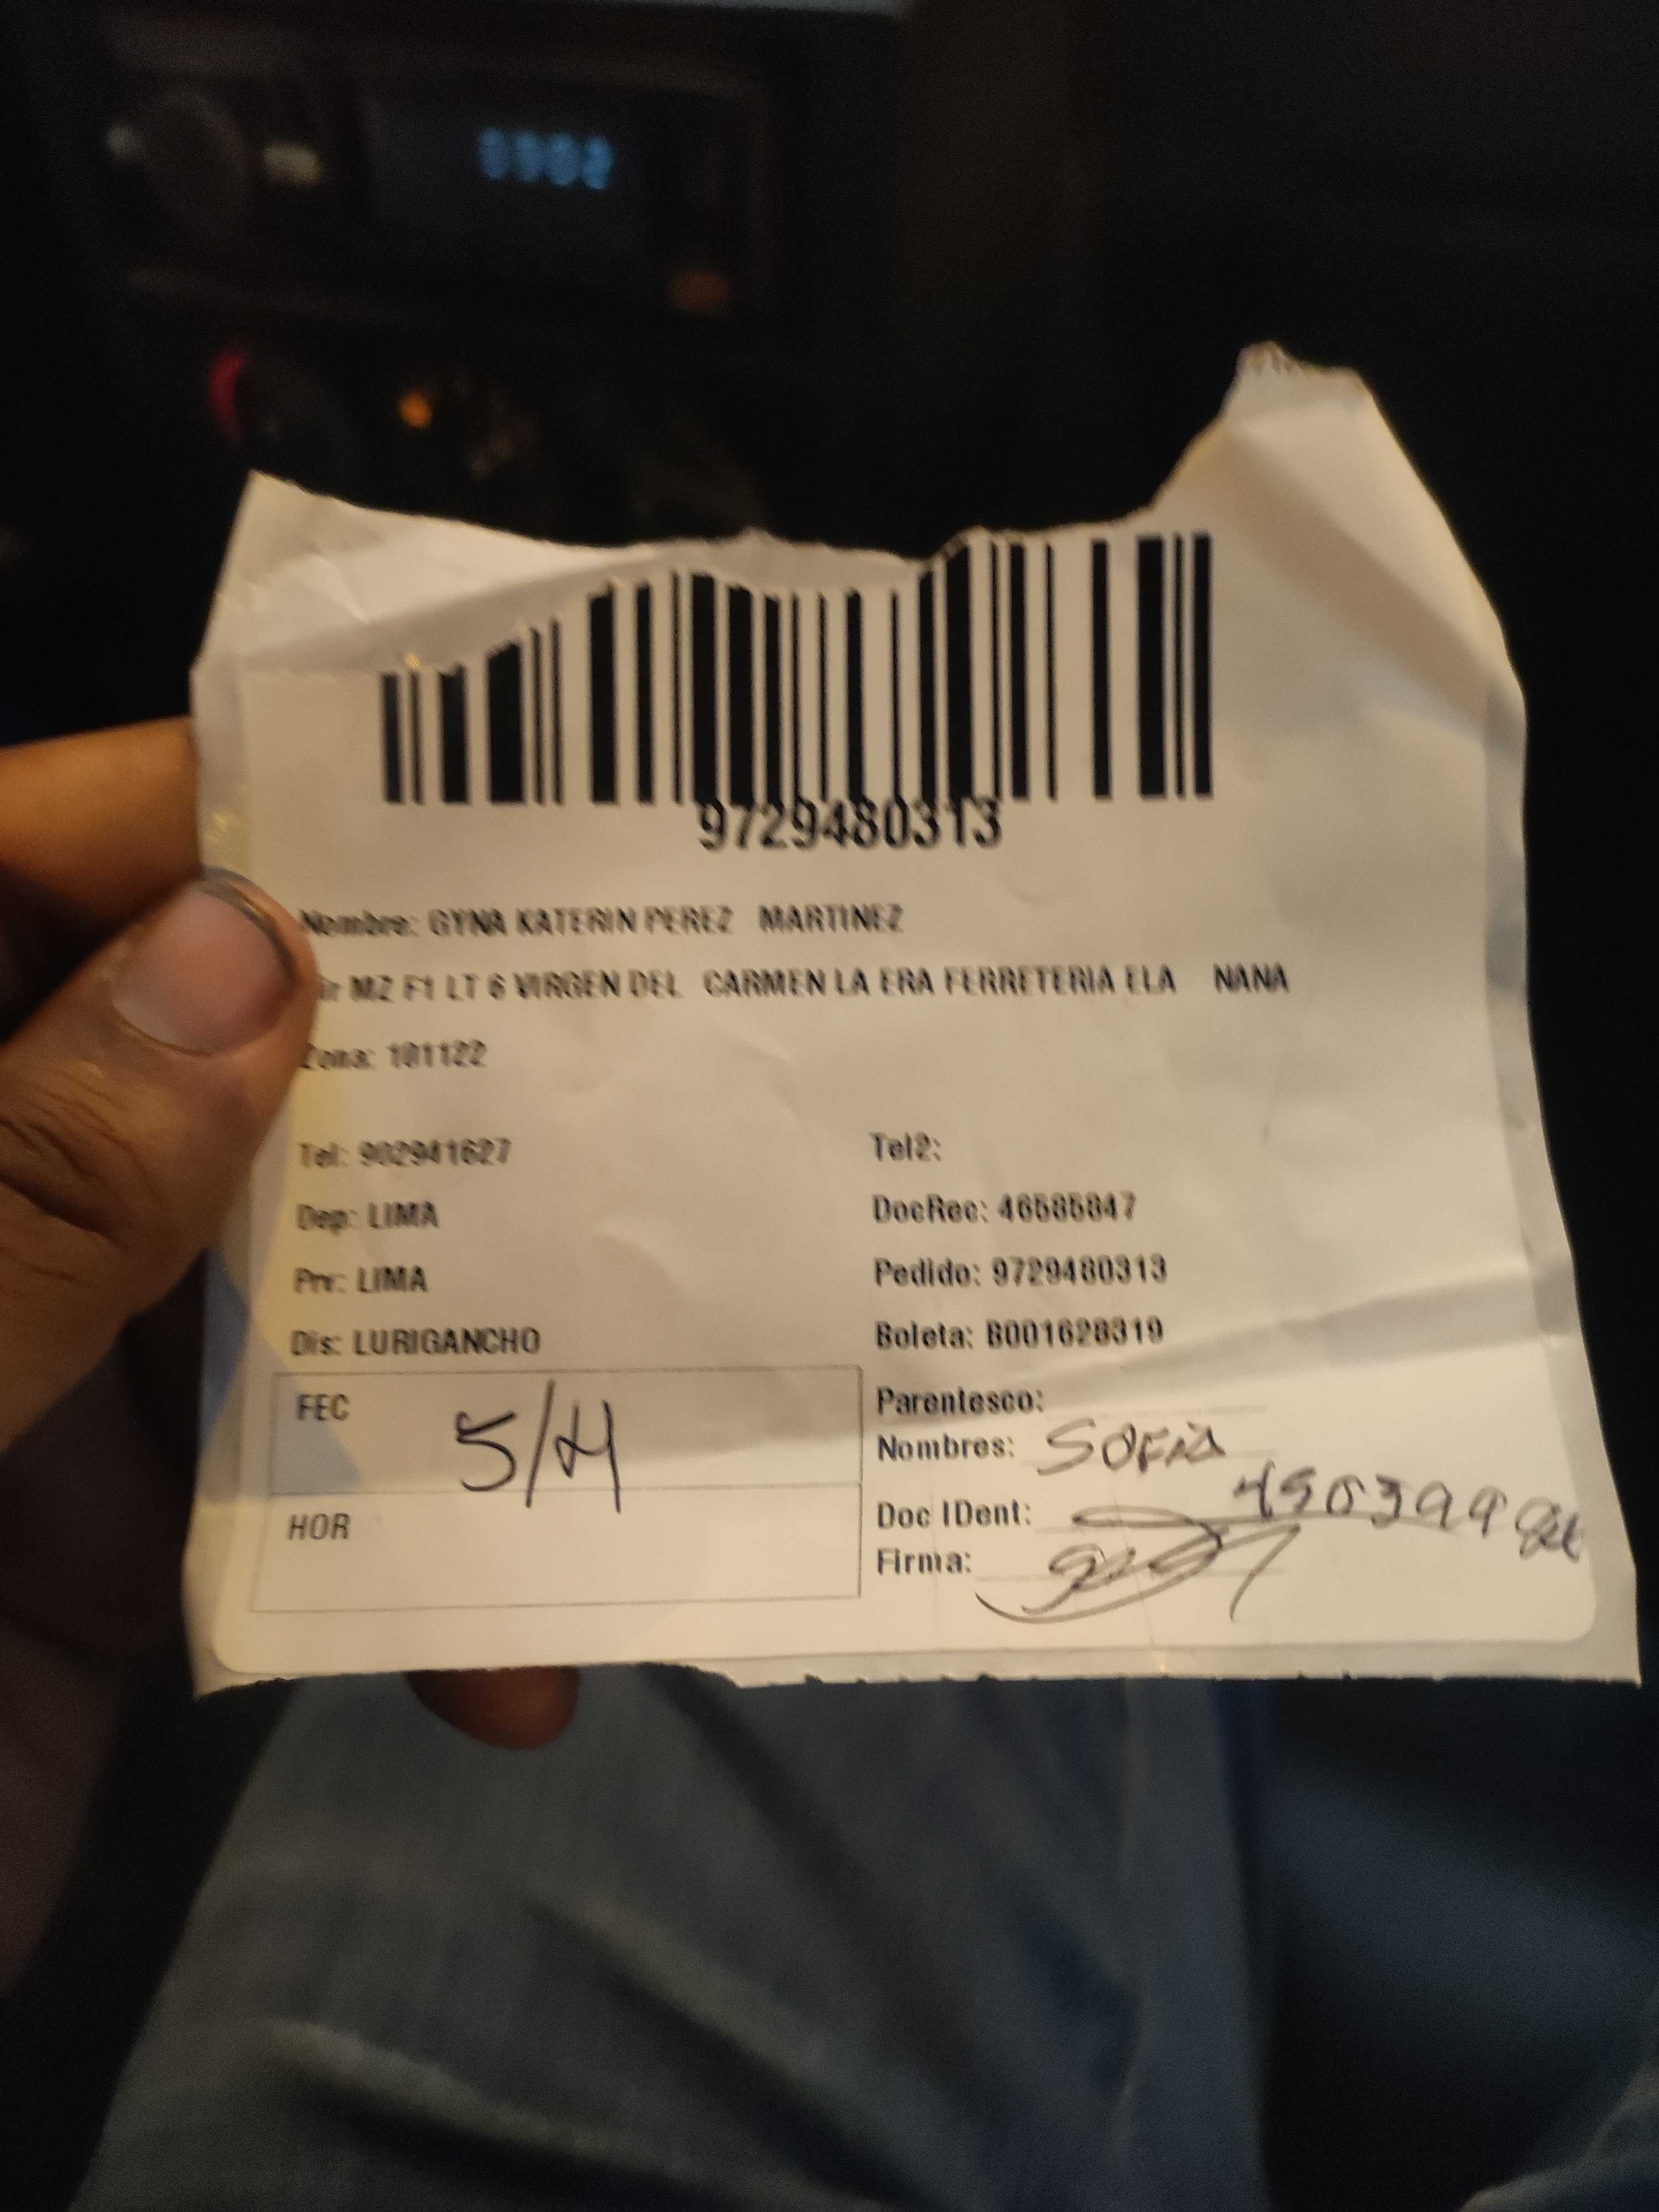 9729480313
Nombre: GYNA KATERIN PEREZ MARTINEZ
MZ F1 LT 6 VIRGEN DEL CARMEN LA ERA FERRETERIA ELA NANA
Zona: 101122
Tel: 902941627 Tel2:
Dep: LIMA DocRec: 46585847
Prv: LIMA Pedido: 9729480313
Dis: LURIGANCHO Boleta: B001628319
FEC 5/4
HOR
Parentesco:
Nombres: SOFIA
Doc IDent:
Firma: